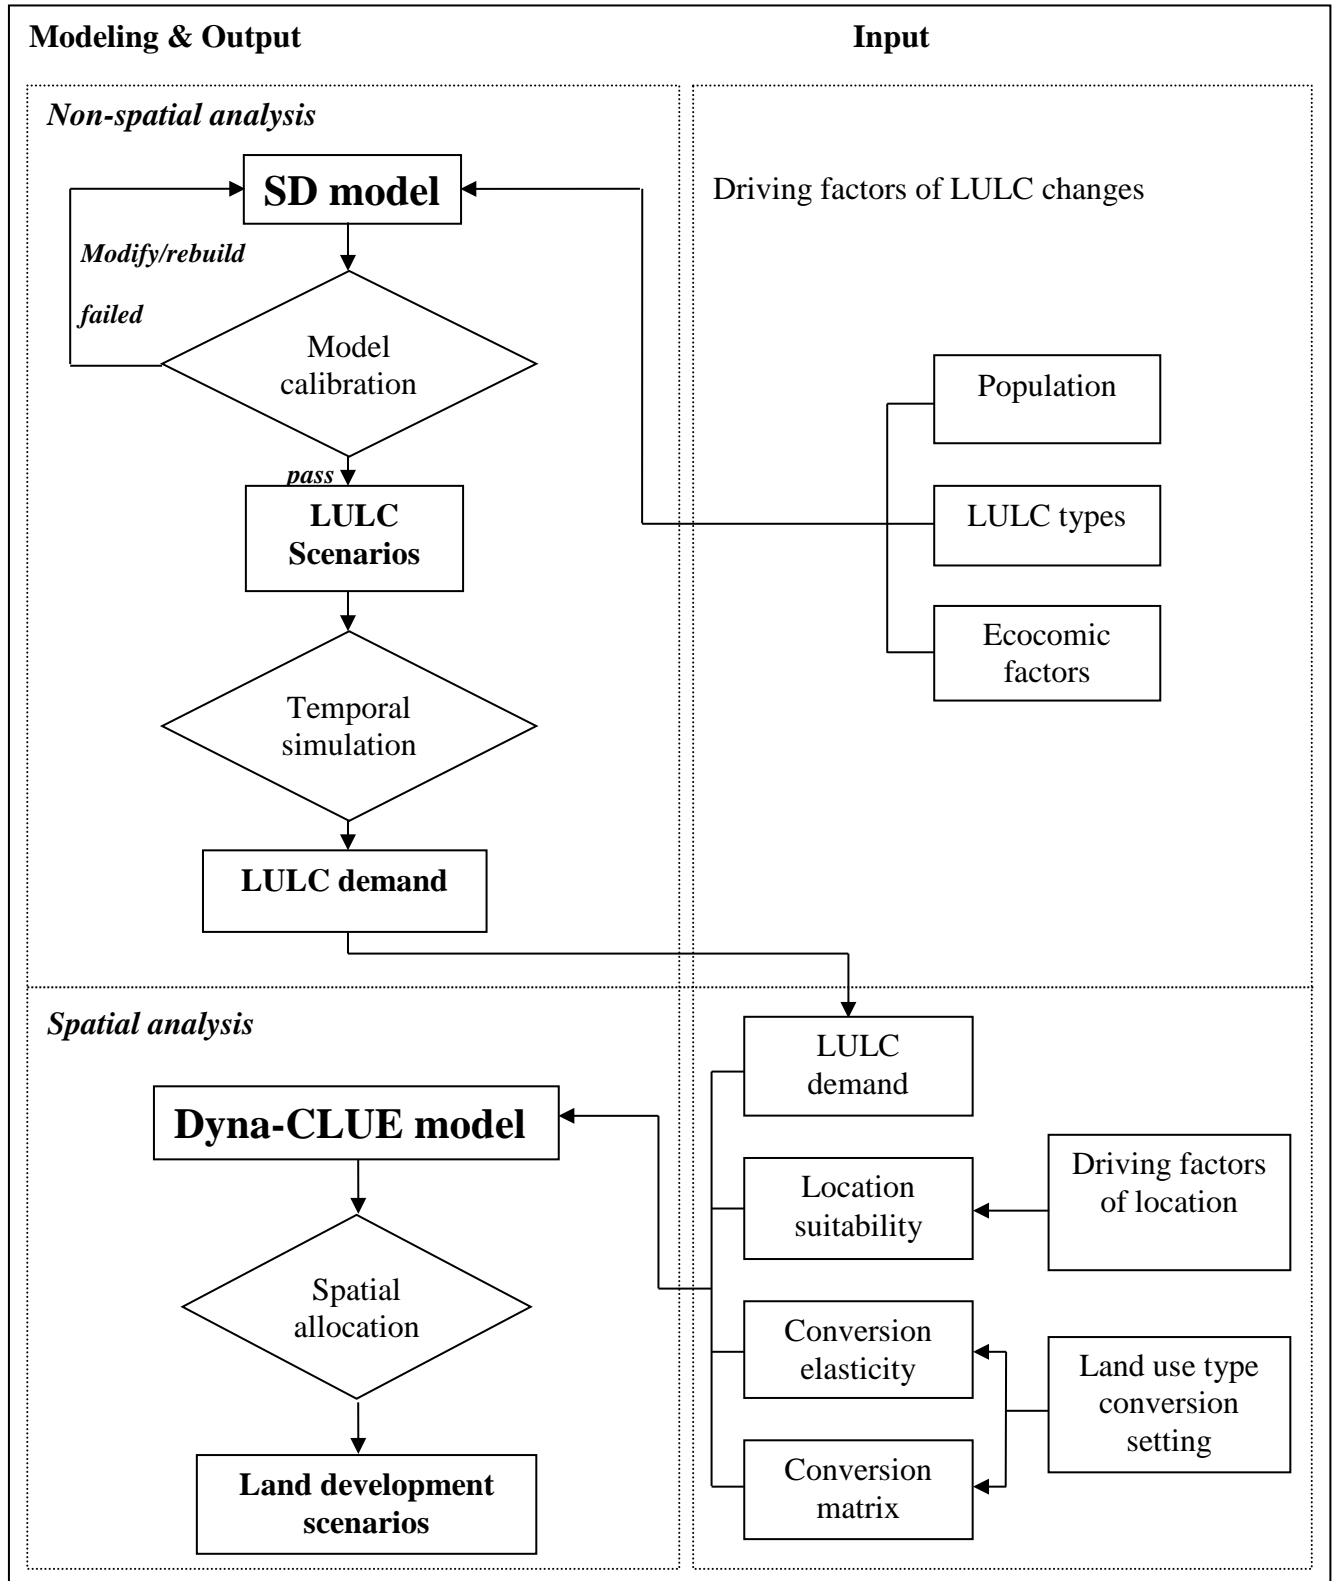 Modeling & Output
Input
Non-spatial analysis
SD model
Driving factors of LULC changes
Modify/rebuild
failed
Model
calibration
Population
pass
LULC
Scenarios
LULC types
Ecocomic
factors
Temporal
simulation
LULC demand
Spatial analysis
LULC
demand
Dyna-CLUE model
Location
suitability
Driving factors
of location
Spatial
allocation
Conversion
elasticity
Land use type
conversion
setting
Conversion
matrix
Land development
scenarios